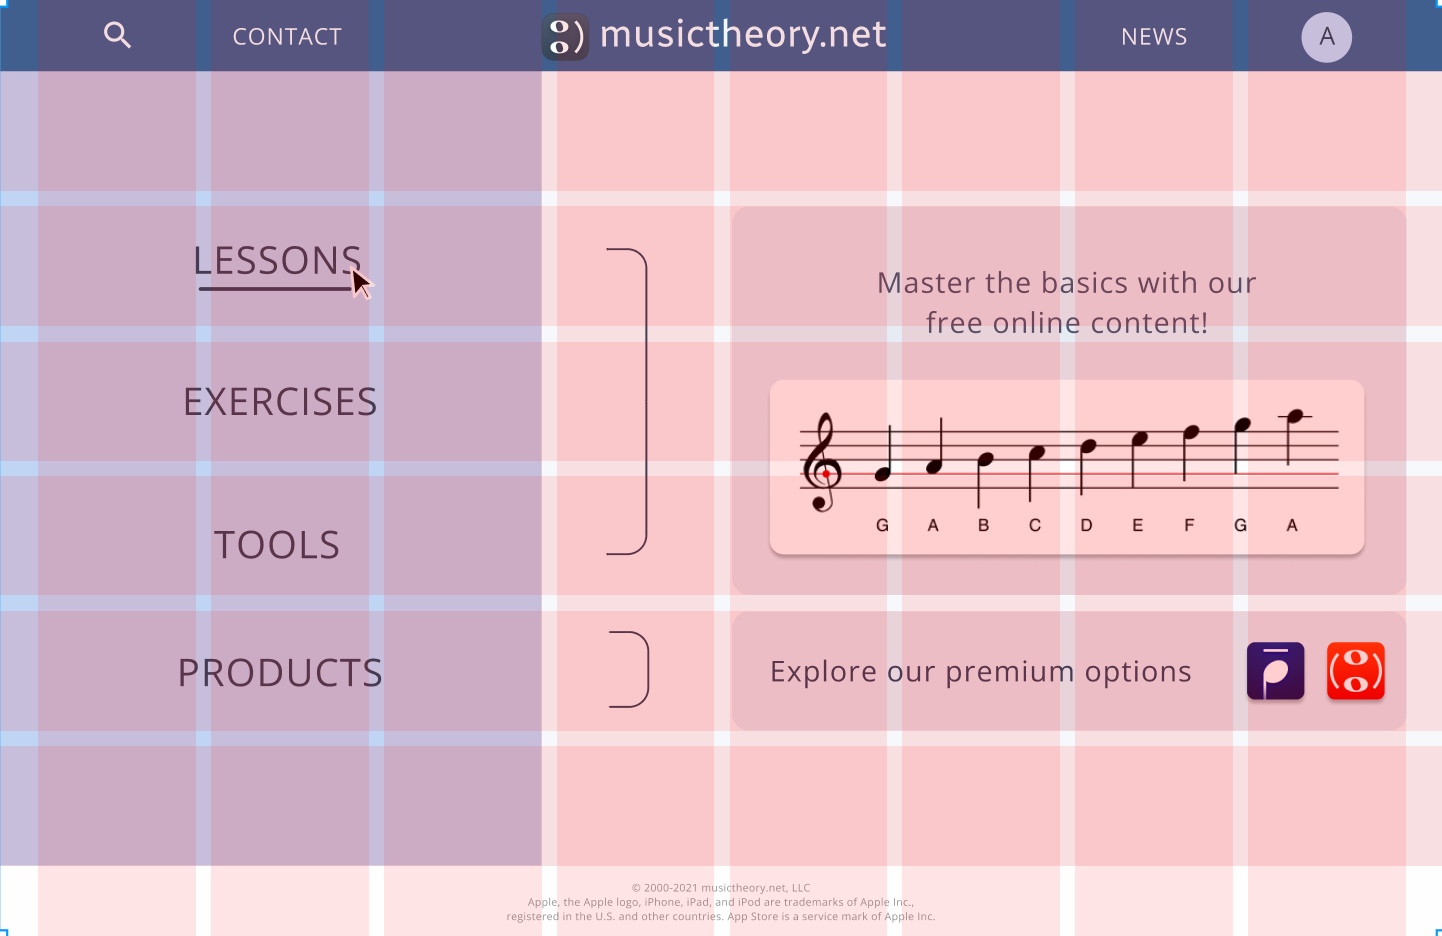 CONTACT
musictheory.net
NEWS
A
LESSONS
EXERCISES
TOOLS
PRODUCTS
Master the basics with our
free online content!
G A B C D E F G A
Explore our premium options
© 2000-2021 musictheory.net, LLC
Apple, the Apple logo, iPhone, iPad, and iPod are trademarks of Apple Inc.,
registered in the U.S. and other countries. App Store is a service mark of Apple Inc.